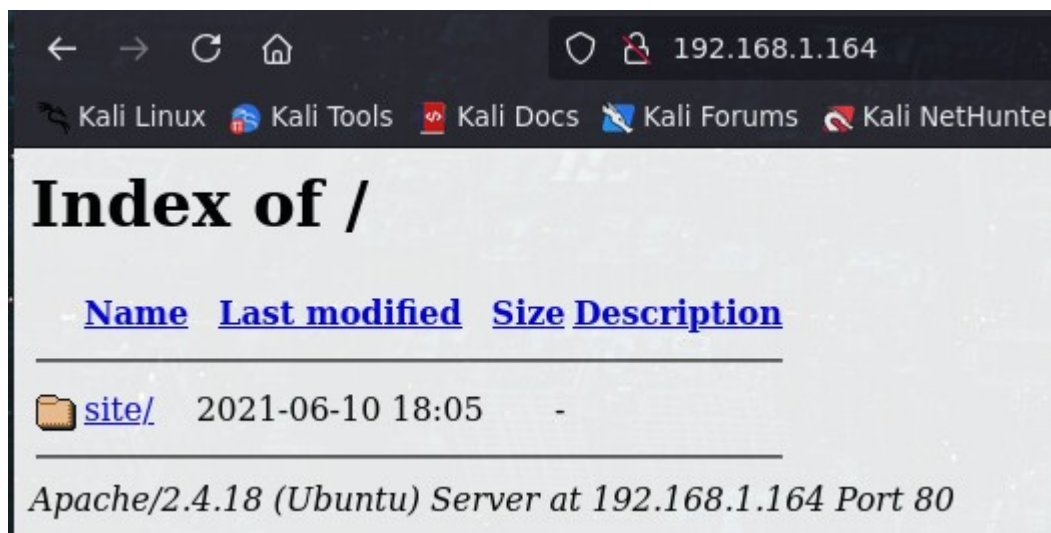 192.168.1.164
Kali Linux Kali Tools Kali Docs Kali Forums Kali NetHunter
Index of /
Name Last modified Size Description
site/ 2021-06-10 18:05 -
Apache/2.4.18 (Ubuntu) Server at 192.168.1.164 Port 80